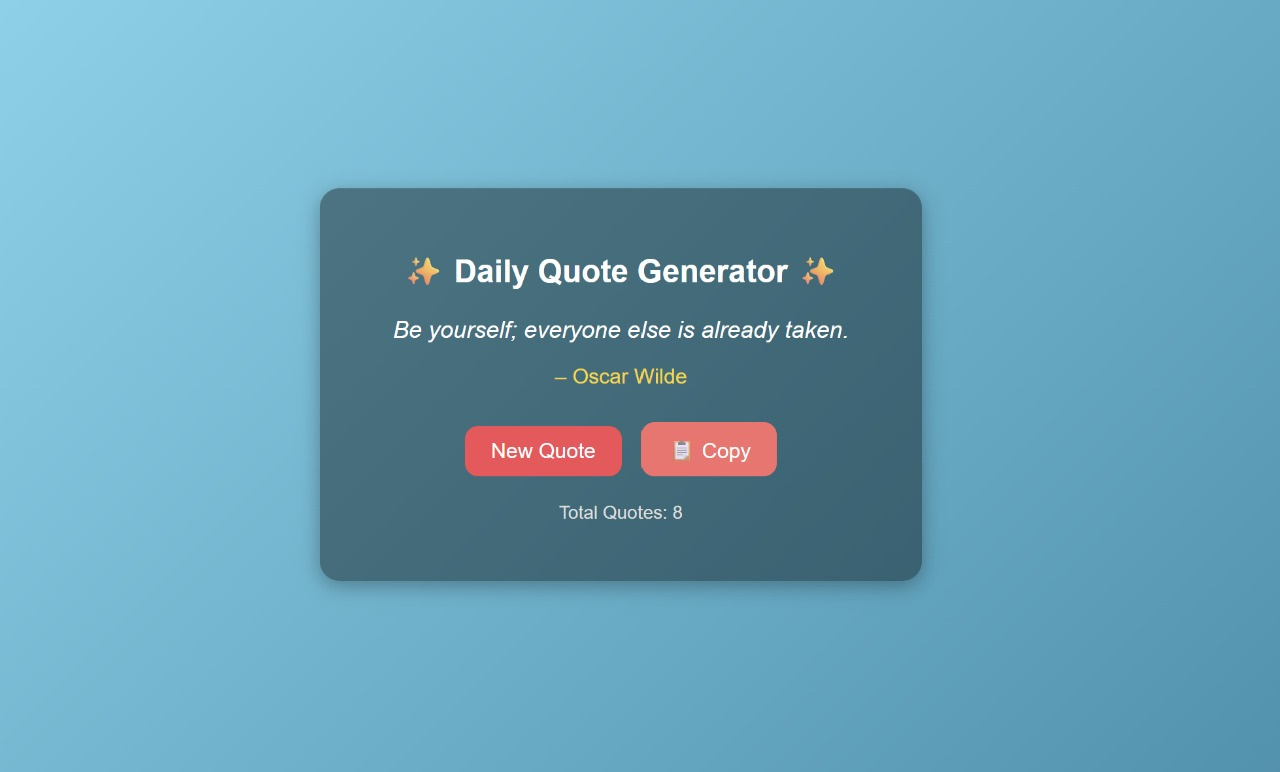 ✨ Daily Quote Generator ✨
Be yourself; everyone else is already taken.
– Oscar Wilde
New Quote
📋 Copy
Total Quotes: 8